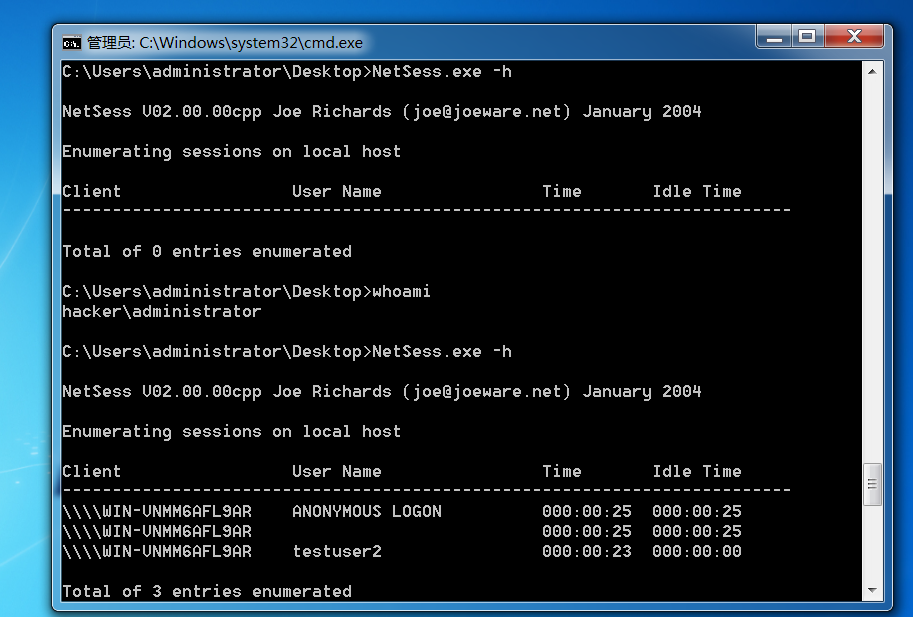 管理员: C:\Windows\system32\cmd.exe
C:\Users\administrator\Desktop>NetSess.exe -h
NetSess V02.00.00cpp Joe Richards (joe@joeware.net) January 2004
Enumerating sessions on local host
Client User Name Time Idle Time
-------------------------------------------------------------------------
Total of 0 entries enumerated
C:\Users\administrator\Desktop>whoami
hacker\administrator
C:\Users\administrator\Desktop>NetSess.exe -h
NetSess V02.00.00cpp Joe Richards (joe@joeware.net) January 2004
Enumerating sessions on local host
Client User Name Time Idle Time
-------------------------------------------------------------------------
\\\\WIN-VNMM6AFL9AR ANONYMOUS LOGON 000:00:25 000:00:25
\\\\WIN-VNMM6AFL9AR 000:00:25 000:00:25
\\\\WIN-VNMM6AFL9AR testuser2 000:00:23 000:00:00
Total of 3 entries enumerated